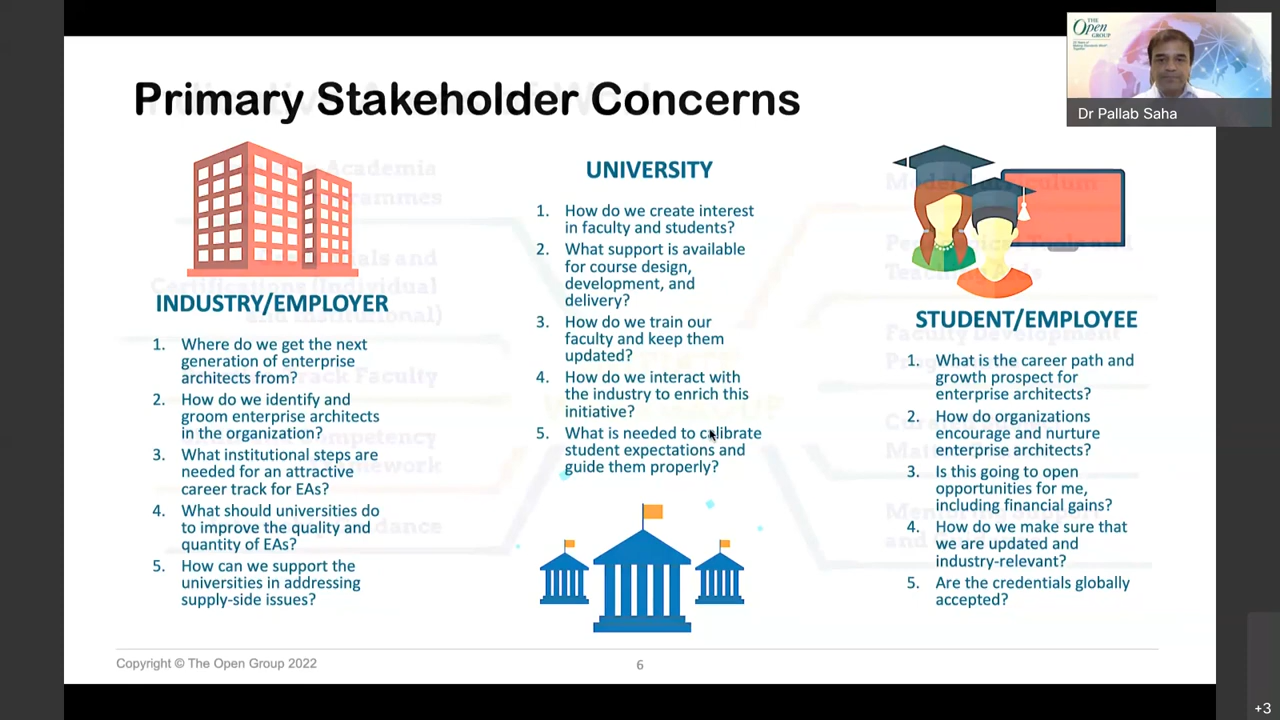 Primary Stakeholder Concerns
INDUSTRY/EMPLOYER
1. Where do we get the next
generation of enterprise
architects from?
2. How do we identify and
groom enterprise architects
in the organization?
3. What institutional steps are
needed for an attractive
career track for EAs?
4. What should universities do
to improve the quality and
quantity of EAs?
5. How can we support the
universities in addressing
supply-side issues?
UNIVERSITY
1. How do we create interest
in faculty and students?
2. What support is available
for course design,
development, and
delivery?
3. How do we train our
faculty and keep them
updated?
4. How do we interact with
the industry to enrich this
initiative?
5. What is needed to calibrate
student expectations and
guide them properly?
STUDENT/EMPLOYEE
1. What is the career path and
growth prospect for
enterprise architects?
2. How do organizations
encourage and nurture
enterprise architects?
3. Is this going to open
opportunities for me,
including financial gains?
4. How do we make sure that
we are updated and
industry-relevant?
5. Are the credentials globally
accepted?
Copyright © The Open Group 2022
6
THE
Open
GROUP
Dr Pallab Saha
+3